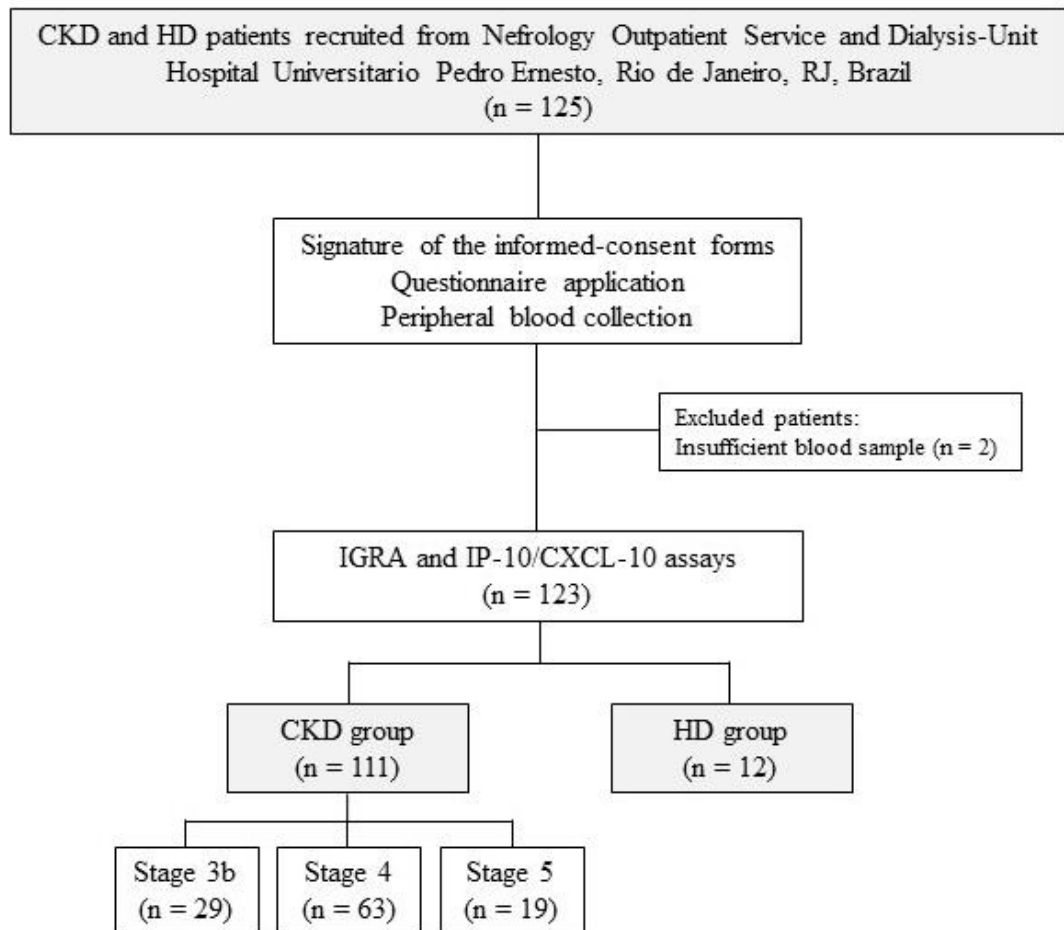 CKD and HD patients recruited from Nefrology Outpatient Service and Dialysis-Unit
Hospital Universitario Pedro Ernesto, Rio de Janeiro, RJ, Brazil
(n = 125)
Signature of the informed-consent forms
Questionnaire application
Peripheral blood collection
Excluded patients:
Insufficient blood sample (n = 2)
IGRA and IP-10/CXCL-10 assays
(n = 123)
CKD group
(n = 111)
HD group
(n = 12)
Stage 3b
(n = 29)
Stage 4
(n = 63)
Stage 5
(n = 19)